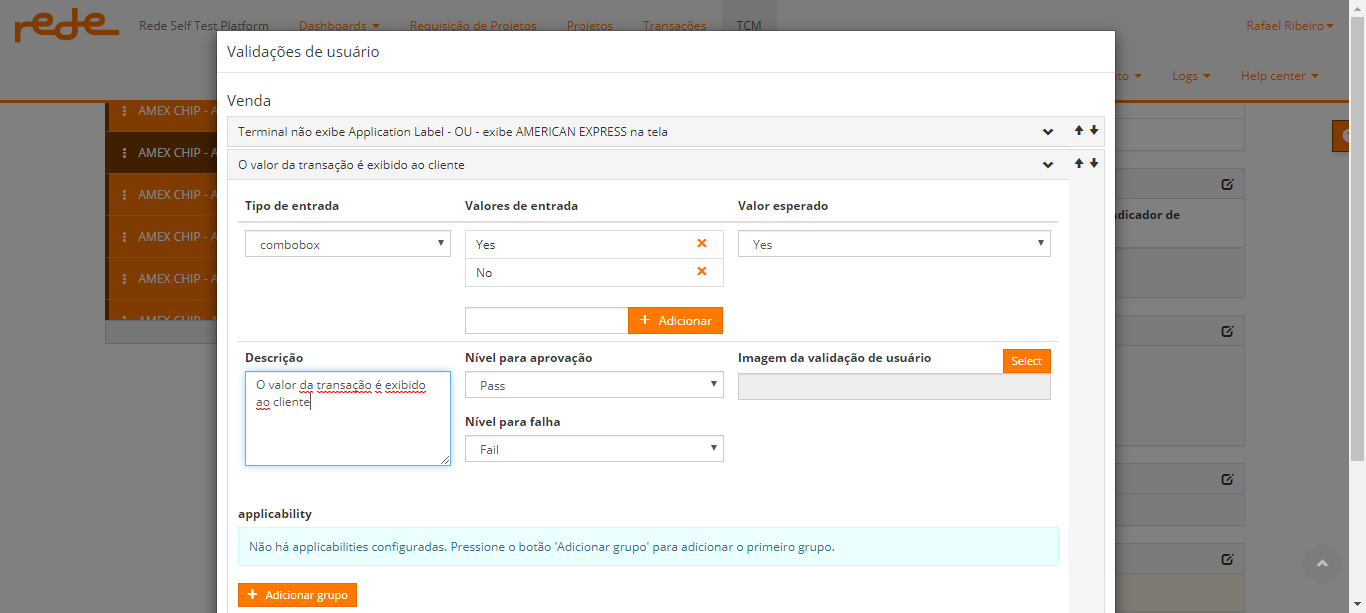 rede Rede Self Test Platform Dashboards Requisição de Projetos Projetos Transações TCM Rafael Ribeiro
Validações de usuário
Logs Help center
Venda
AMEX CHIP - A
Terminal não exibe Application Label - OU - exibe AMERICAN EXPRESS na tela
AMEX CHIP - A
O valor da transação é exibido ao cliente
AMEX CHIP - A
Tipo de entrada Valores de entrada Valor esperado
dicador de
AMEX CHIP - A
combobox Yes Yes
No
AMEX CHIP - A
AMEX CHIP - A
Adicionar
Descrição Nível para aprovação Imagem da validação de usuário Select
O valor da transação é exibido
ao cliente
Pass
Nível para falha
Fail
applicability
Não há applicabilities configuradas. Pressione o botão 'Adicionar grupo' para adicionar o primeiro grupo.
Adicionar grupo